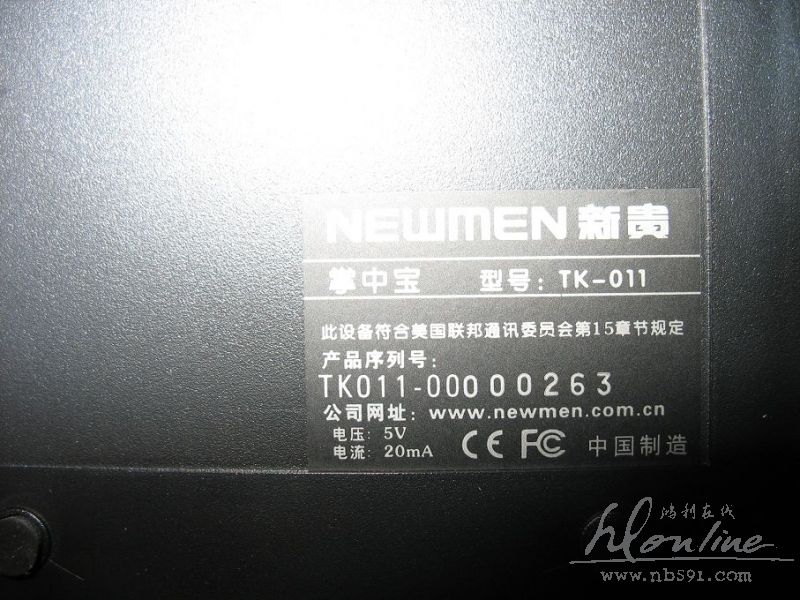 NEWMEN 新贵
掌中宝 型号: TK-011
此设备符合美国联邦通讯委员会第15章节规定
产品序列号:
TK011-00000263
公司网址: www.newmen.com.cn
电压: 5V
电流: 20mA
CE FC 中国制造
鸿利在线
hlonline
www.nbs91.com